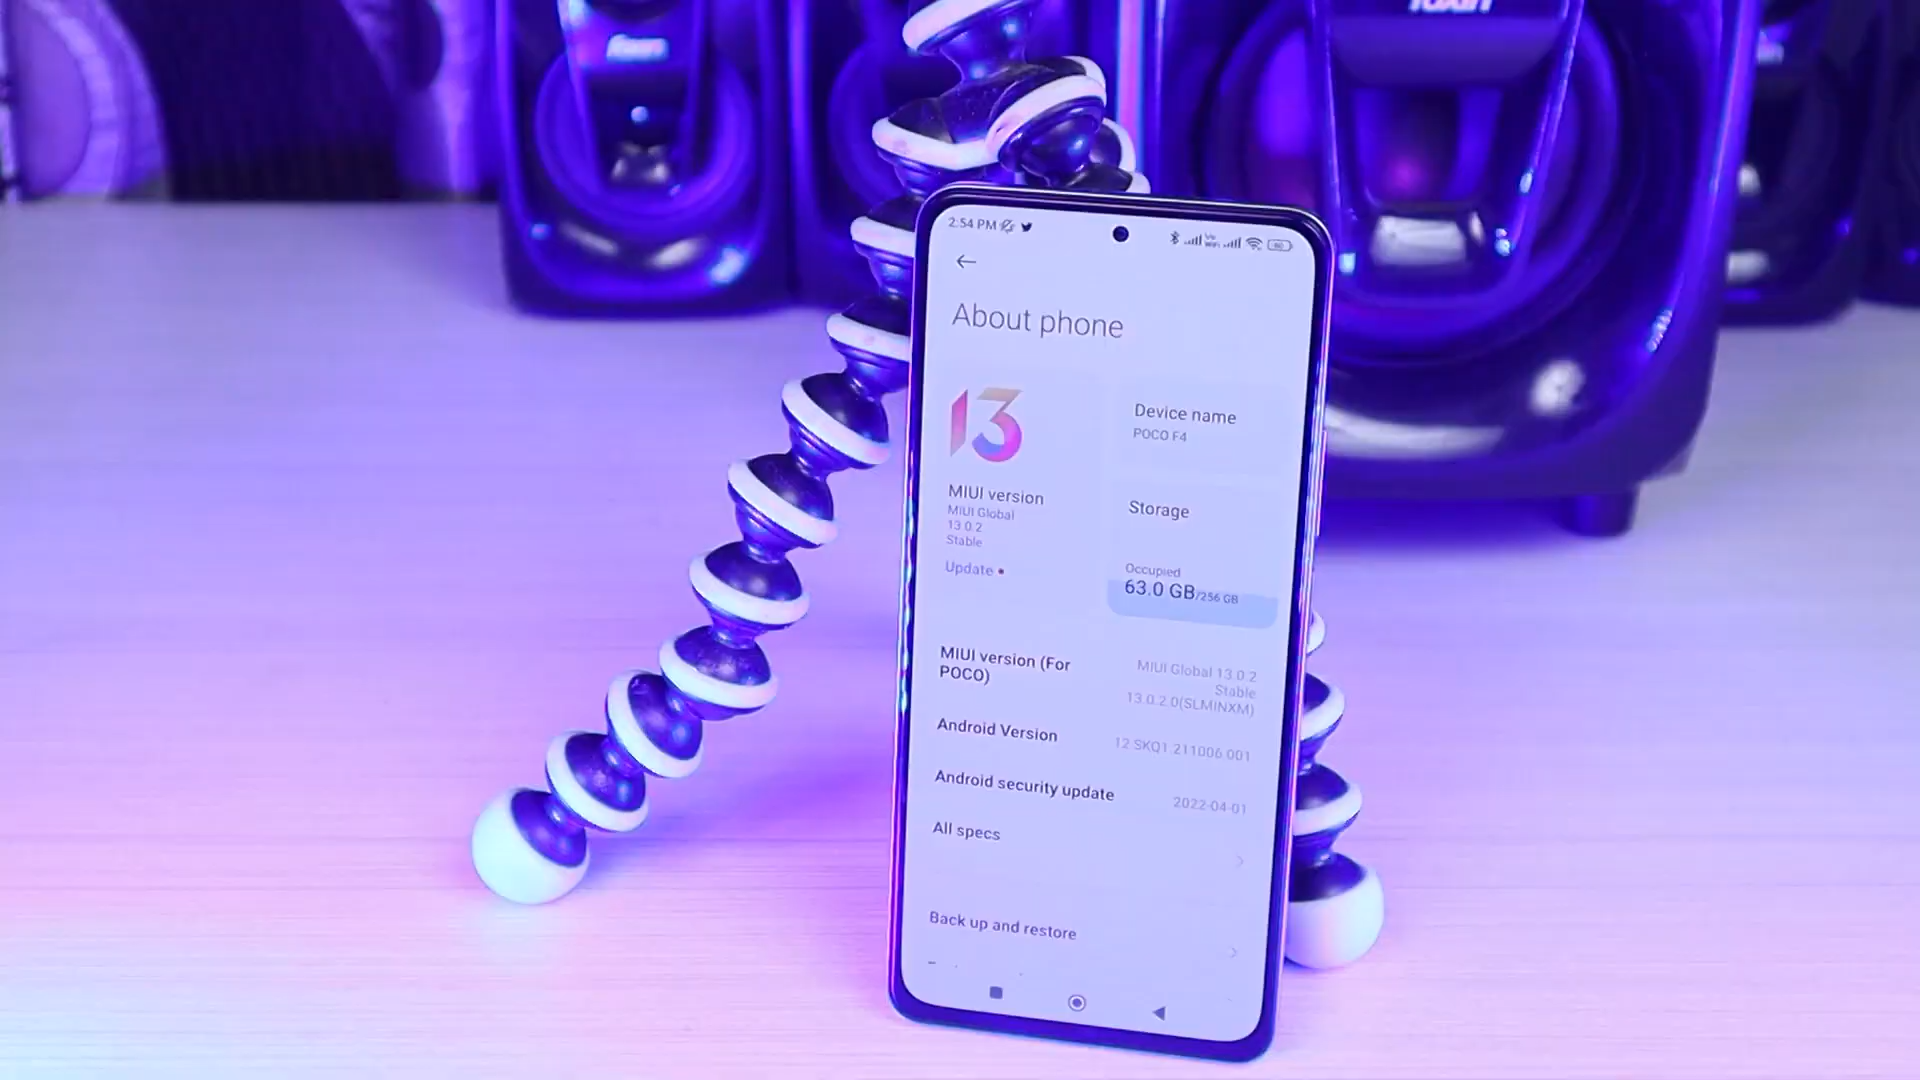 2:54 PM
About phone
Device name
POCO F4
MIUI version
MIUI Global
13.0.2
Stable
Update
Storage
Occupied
63.0 GB/256 GB
MIUI version (For
POCO)
MIUI Global 13.0.2
Stable
13.0.2.0(SLMINXM)
Android Version
12 SKQ1.211006.001
Android security update
2022-04-01
All specs
Back up and restore